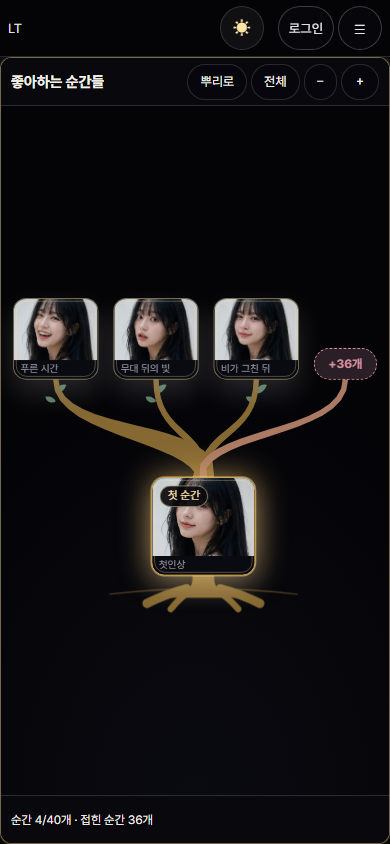 LT
로그인
☰
좋아하는 순간들
뿌리로
전체
−
+
푸른 시간
무대 뒤의 빛
비가 그친 뒤
+36개
첫 순간
첫인상
순간 4/40개 · 접힌 순간 36개